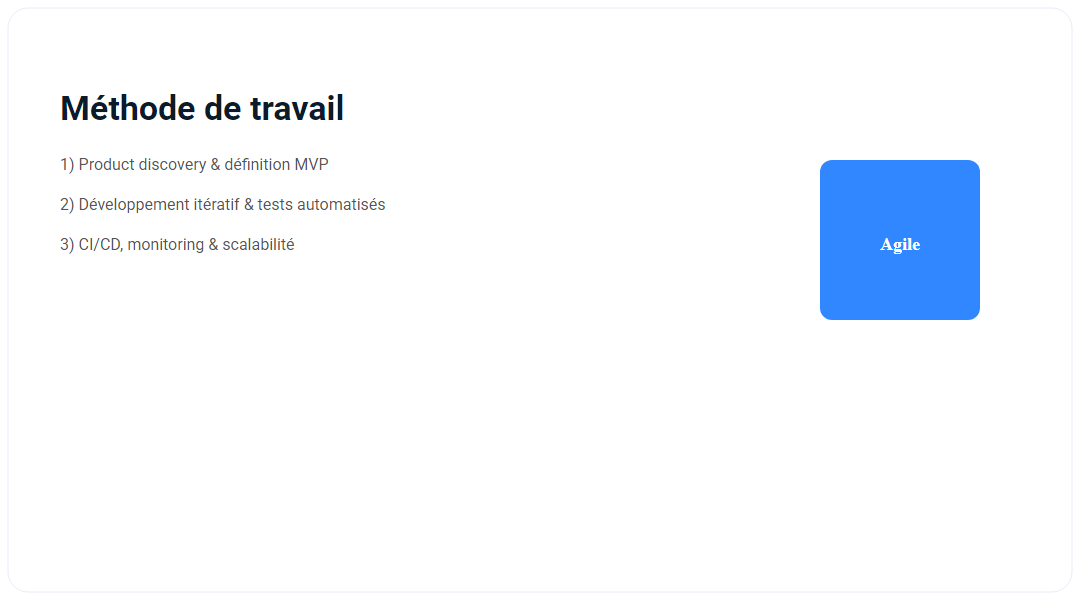 Méthode de travail
1) Product discovery & définition MVP
2) Développement itératif & tests automatisés
3) CI/CD, monitoring & scalabilité
Agile